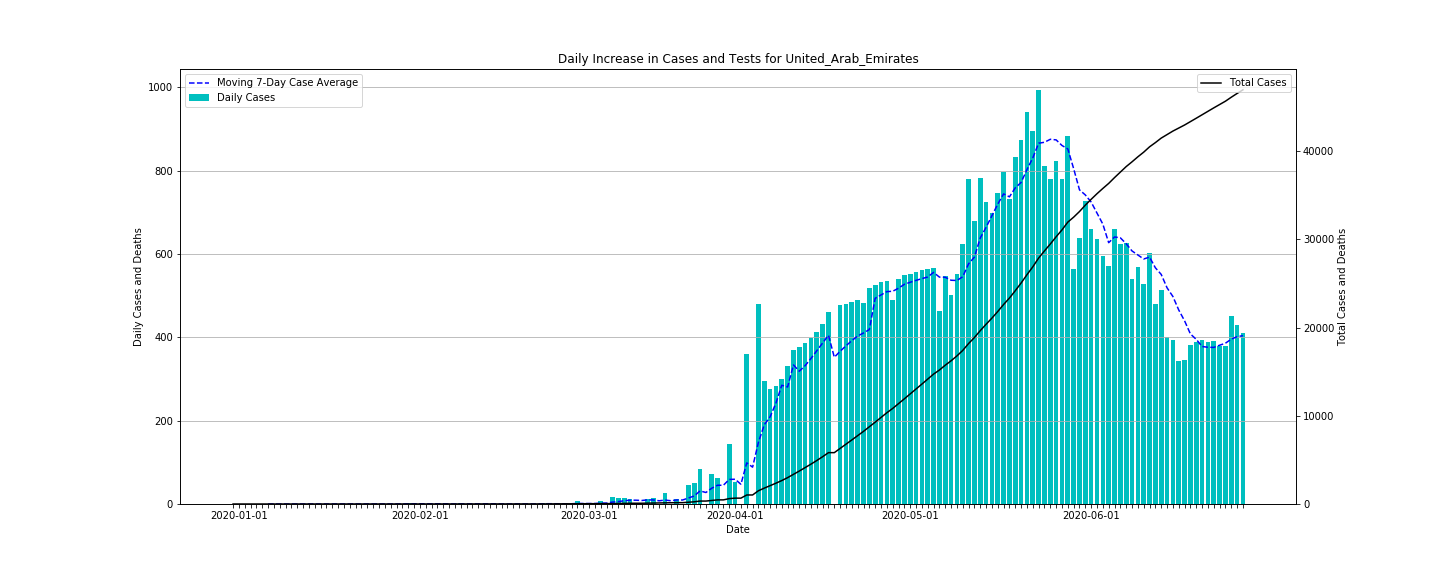 Daily Increase in Cases and Tests for United_Arab_Emirates
Moving 7-Day Case Average
Daily Cases
Total Cases
1000
800
600
400
200
0
Daily Cases and Deaths
40000
30000
20000
10000
0
Total Cases and Deaths
2020-01-01
2020-02-01
2020-03-01
2020-04-01
2020-05-01
2020-06-01
Date